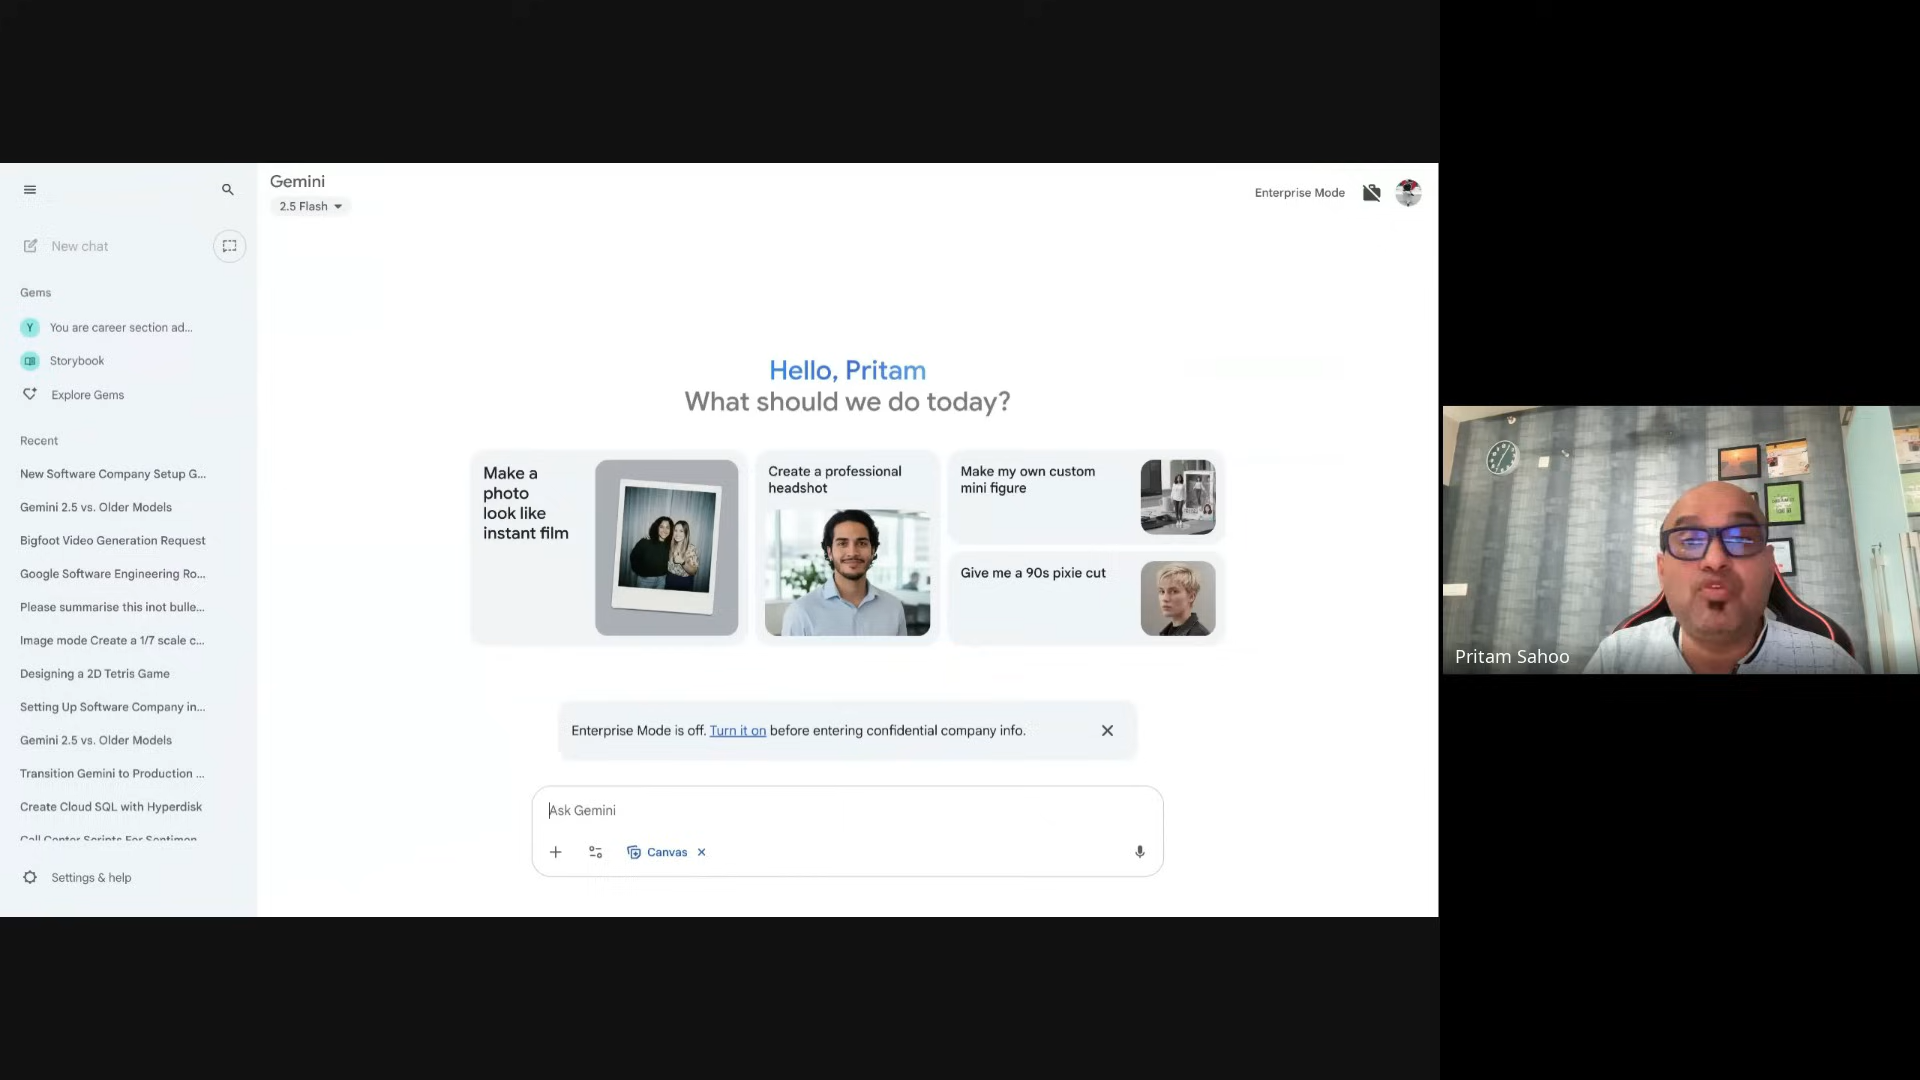 Gemini
2.5 Flash
Enterprise Mode
New chat
Gems
Y
You are career section ad...
Storybook
Explore Gems
Recent
New Software Company Setup G...
Gemini 2.5 vs. Older Models
Bigfoot Video Generation Request
Google Software Engineering Ro...
Please summarise this inot bulle...
Image mode Create a 1/7 scale c...
Designing a 2D Tetris Game
Setting Up Software Company in...
Gemini 2.5 vs. Older Models
Transition Gemini to Production ...
Create Cloud SQL with Hyperdisk
Call Center Scripts For Sentimen...
Settings & help
Hello, Pritam
What should we do today?
Make a
photo
look like
instant film
Create a professional
headshot
Make my own custom
mini figure
Give me a 90s pixie cut
Enterprise Mode is off. Turn it on before entering confidential company info.
Ask Gemini
Canvas
Pritam Sahoo